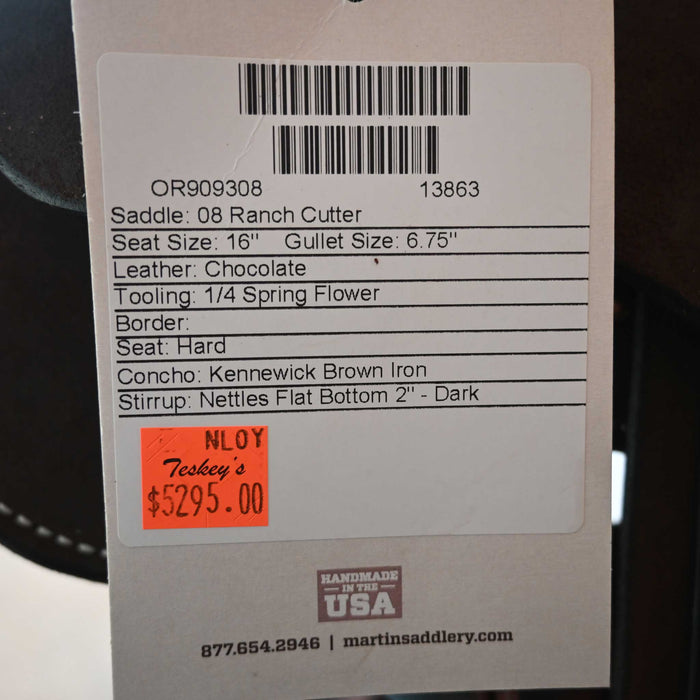 OR909308 13863
Saddle: 08 Ranch Cutter
Seat Size: 16" Gullet Size: 6.75"
Leather: Chocolate
Tooling: 1/4 Spring Flower
Border:
Seat: Hard
Concho: Kennewick Brown Iron
Stirrup: Nettles Flat Bottom 2" - Dark
NLOY
Teskey's
$5295.00
HANDMADE
IN THE
USA
877.654.2946 | martinsaddlery.com